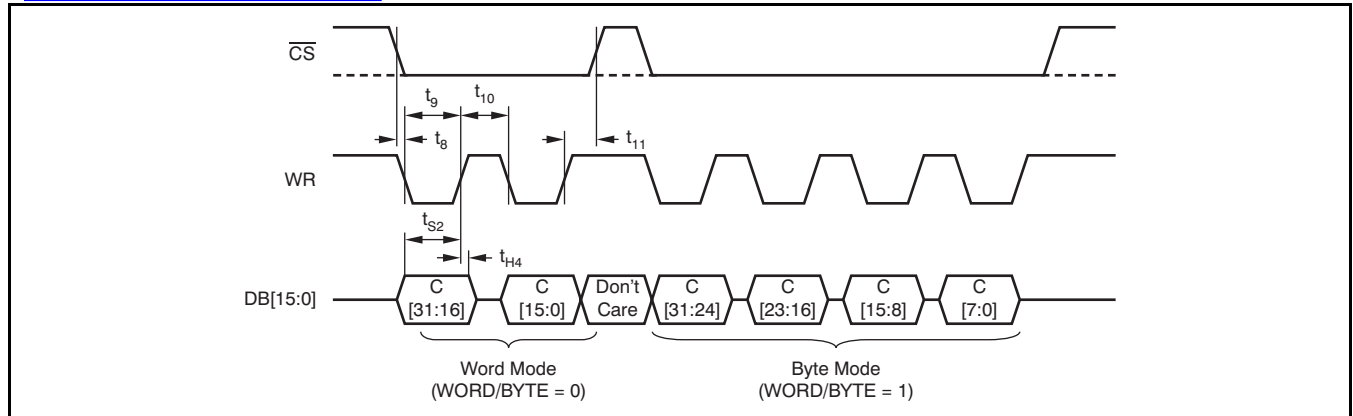 CS
t9
t10
t8
t11
WR
tS2
tH4
DB[15:0]
C
[31:16]
C
[15:0]
Don't
Care
C
[31:24]
C
[23:16]
C
[15:8]
C
[7:0]
Word Mode
(WORD/BYTE = 0)
Byte Mode
(WORD/BYTE = 1)